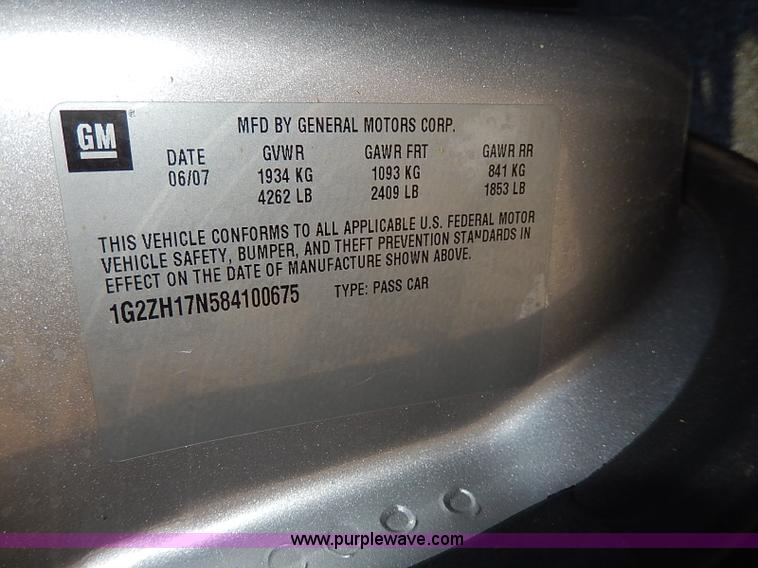 GM
MFD BY GENERAL MOTORS CORP.
DATE GVWR GAWR FRT GAWR RR
06/07 1934 KG 1093 KG 841 KG
4262 LB 2409 LB 1853 LB
THIS VEHICLE CONFORMS TO ALL APPLICABLE U.S. FEDERAL MOTOR
VEHICLE SAFETY, BUMPER, AND THEFT PREVENTION STANDARDS IN
EFFECT ON THE DATE OF MANUFACTURE SHOWN ABOVE.
1G2ZH17N584100675 TYPE: PASS CAR
www.purplewave.com